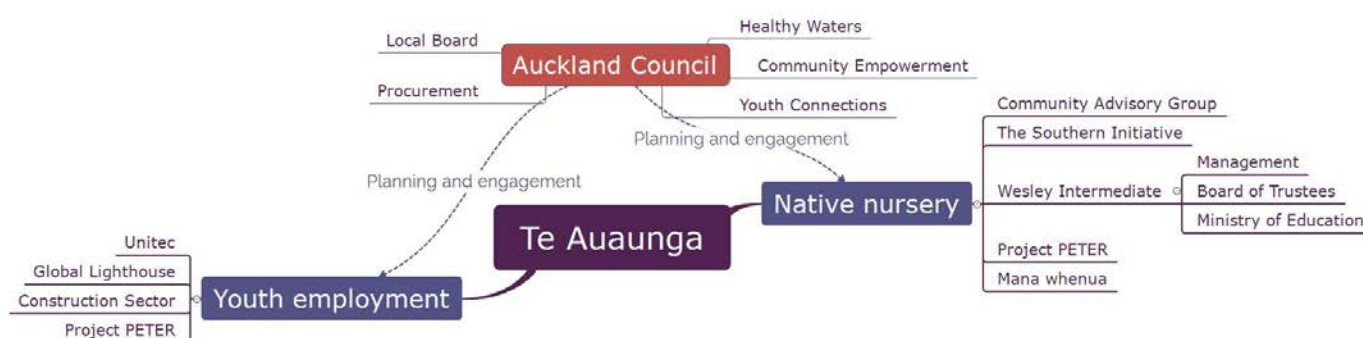 Local Board
Procurement
Auckland Council
Healthy Waters
Community Empowerment
Youth Connections
Planning and engagement
Planning and engagement
Te Auaunga
Native nursery
Community Advisory Group
The Southern Initiative
Wesley Intermediate
Management
Board of Trustees
Ministry of Education
Project PETER
Mana whenua
Youth employment
Unitec
Global Lighthouse
Construction Sector
Project PETER